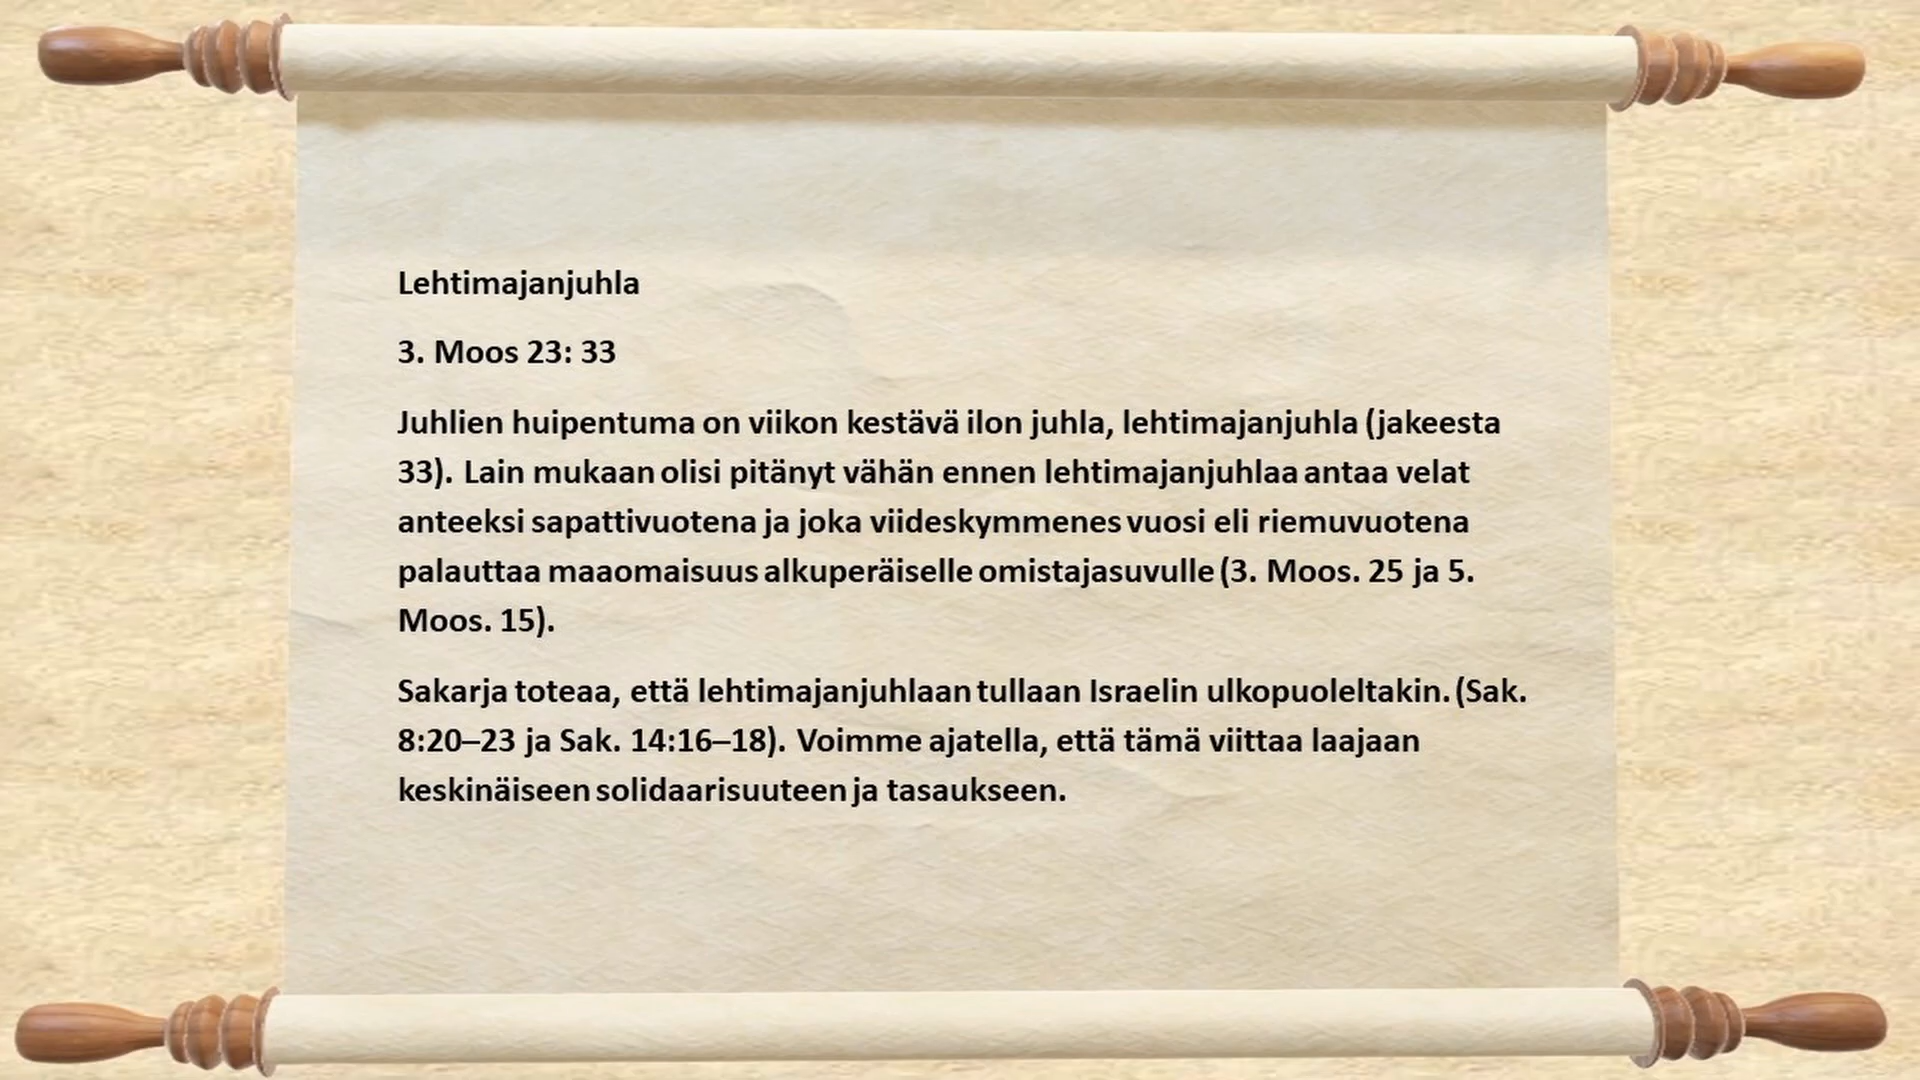 Lehtimajanjuhla
3. Moos 23: 33
Juhlien huipentuma on viikon kestävä ilon juhla, lehtimajanjuhla (jakeesta
33). Lain mukaan olisi pitänyt vähän ennen lehtimajanjuhlaa antaa velat
anteeksi sapattivuotena ja joka viideskymmenes vuosi eli riemuvuotena
palauttaa maaomaisuus alkuperäiselle omistajasuvulle (3. Moos. 25 ja 5.
Moos. 15).
Sakarja toteaa, että lehtimajanjuhlaan tullaan Israelin ulkopuoleltakin. (Sak.
8:20–23 ja Sak. 14:16–18). Voimme ajatella, että tämä viittaa laajaan
keskinäiseen solidaarisuuteen ja tasaukseen.